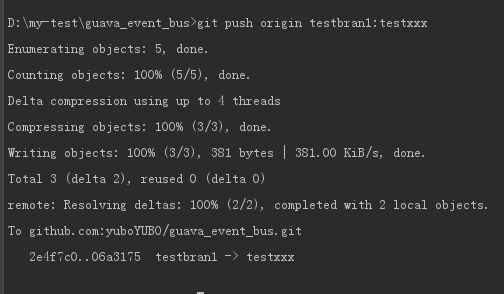 D:\my-test\guava_event_bus>git push origin testbran1:testxxx
Enumerating objects: 5, done.
Counting objects: 100% (5/5), done.
Delta compression using up to 4 threads
Compressing objects: 100% (3/3), done.
Writing objects: 100% (3/3), 381 bytes | 381.00 KiB/s, done.
Total 3 (delta 2), reused 0 (delta 0)
remote: Resolving deltas: 100% (2/2), completed with 2 local objects.
To github.com:yuboYUBO/guava_event_bus.git
   2e4f7c0..06a3175  testbran1 -> testxxx